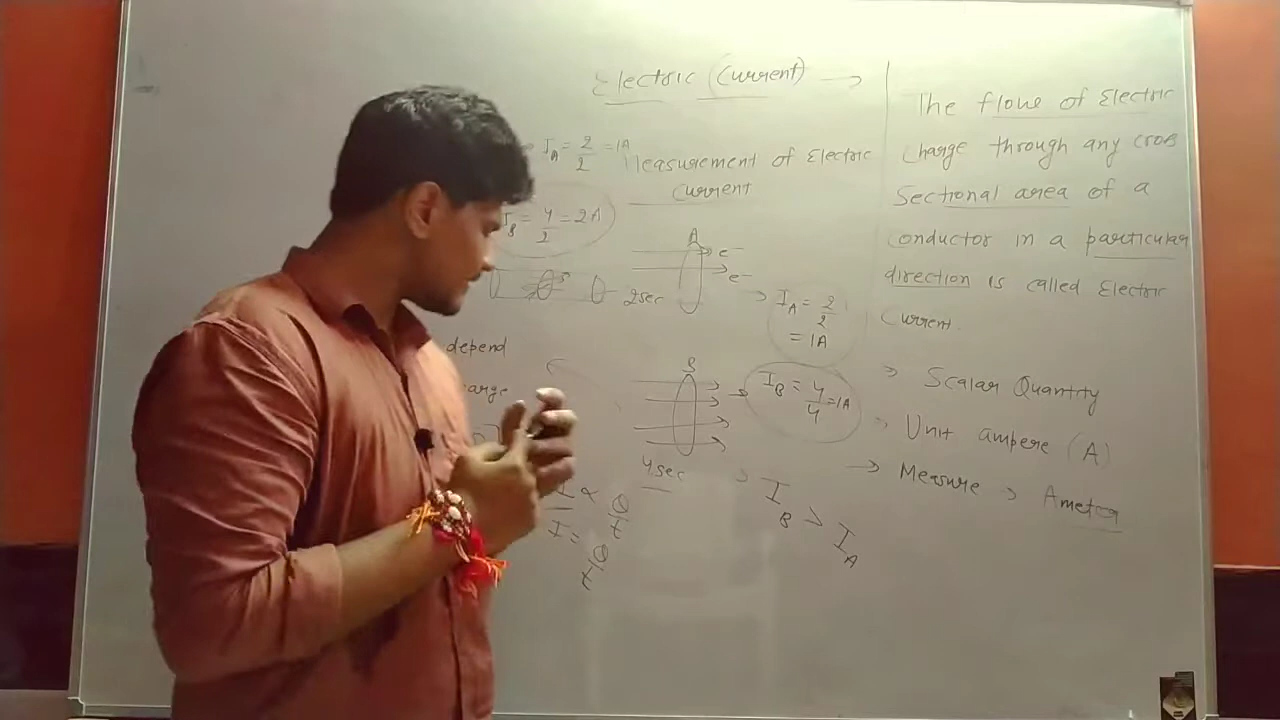 Electric (Current) →
IA = 2/2 = 1A
Measurement of Electric
Current
IB = 4/2 = 2A
A
e-
e-
2sec
IA = 2/2
= 1A
depend
S
IB = 4/4 = 1A
4sec
I ∝ Q/t
I = Q/t
IB > IA
The flowe of Electric
Charge through any cross
Sectional area of a
Conductor in a particular
direction is called Electric
Current.
Scalar Quantity
Unit ampere (A)
→ Measure → Ameter